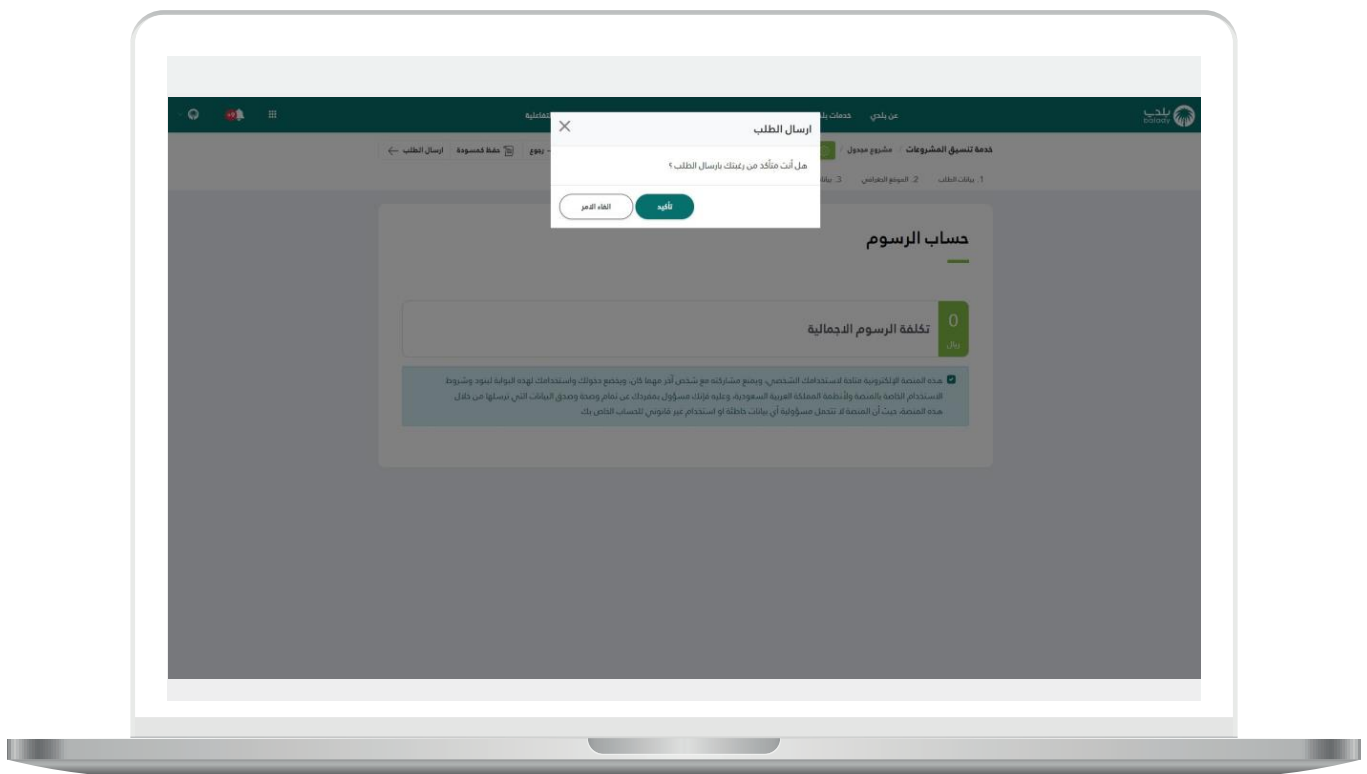 بلدي
balady
عن بلدي
خدمات
+9
خدمة تنسيق المشروعات / مشروع مجدول /
رجوع
حفظ كمسودة
ارسال الطلب
1. بيانات الطلب
2. الموقع الجغرافي
3.
ارسال الطلب
هل أنت متأكد من رغبتك بارسال الطلب ؟
تأكيد
الغاء الامر
حساب الرسوم
0
ريال
تكلفة الرسوم الاجمالية
هذه المنصة الإلكترونية متاحة لاستخدامك الشخصي، ويمنع مشاركته مع شخص آخر مهما كان، ويخضع دخولك واستخدامك لهذه البوابة لبنود وشروط
الاستخدام الخاصة بالمنصة ولأنظمة المملكة العربية السعودية، وعليه فإنك مسؤول بمفردك عن تمام وصحة وصدق البيانات التي ترسلها من خلال
هذه المنصة، حيث أن المنصة لا تتحمل مسؤولية أي بيانات خاطئة او استخدام غير قانوني للحساب الخاص بك.